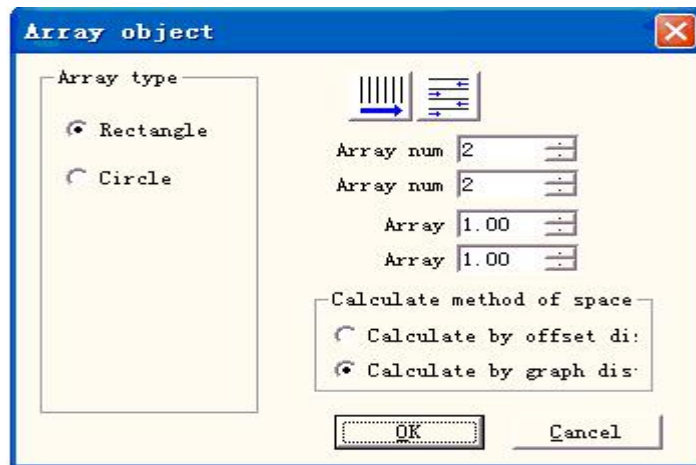 Array object
Array type
Rectangle
Circle
Array num 2
Array num 2
Array 1.00
Array 1.00
Calculate method of space
Calculate by offset di
Calculate by graph dis
OK
Cancel